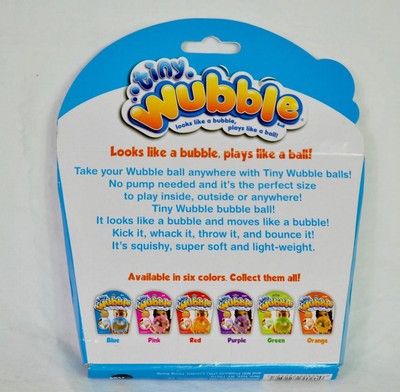 tiny
Wubble
looks like a bubble,
plays like a ball!
Looks like a bubble, plays like a ball!
Take your Wubble ball anywhere with Tiny Wubble balls!
No pump needed and it's the perfect size
to play inside, outside or anywhere!
Tiny Wubble bubble ball!
It looks like a bubble and moves like a bubble!
Kick it, whack it, throw it, and bounce it!
It's squishy, super soft and light-weight.
Available in six colors. Collect them all!
Blue Pink Red Purple Green Orange